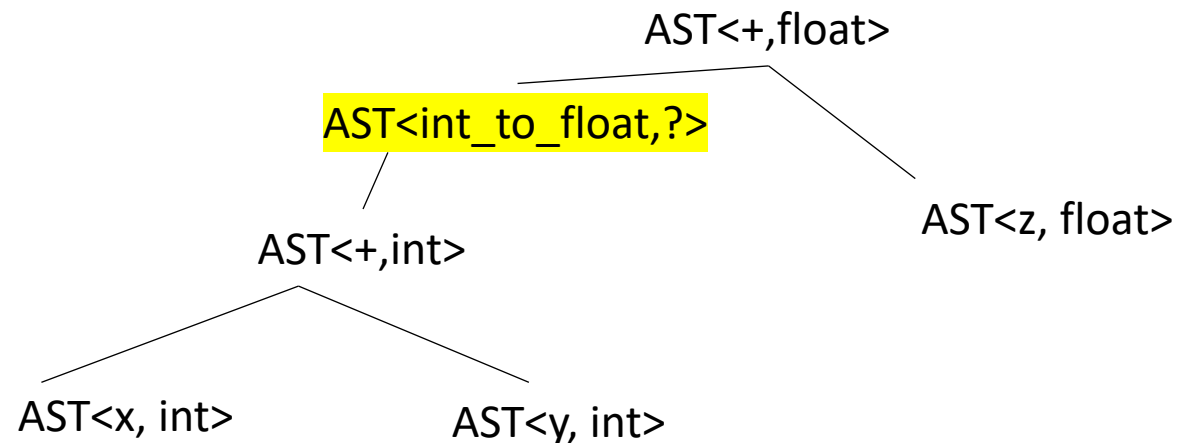 AST<+,float>
AST<int_to_float,?>
AST<z, float>
AST<+,int>
AST<x, int>
AST<y, int>